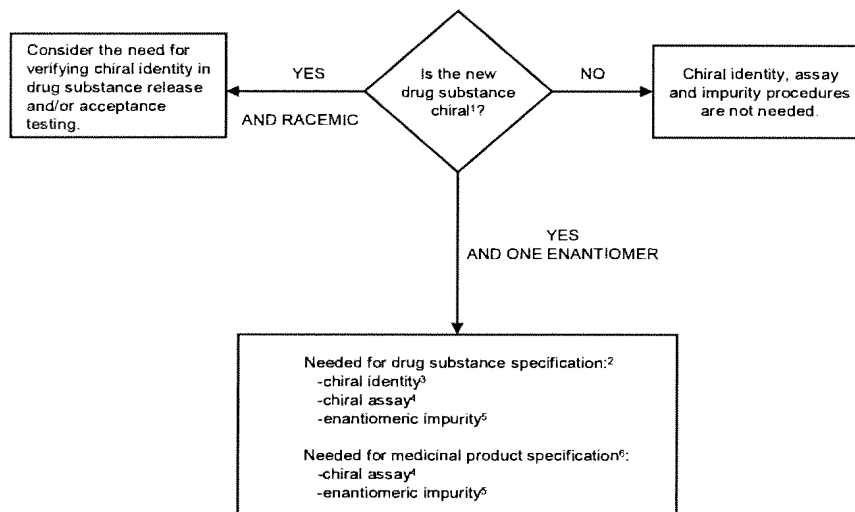 Consider the need for
verifying chiral identity in
drug substance release
and/or acceptance
testing.
YES
AND RACEMIC
Is the new
drug substance
chiral¹?
NO
Chiral identity, assay
and impurity procedures
are not needed.
YES
AND ONE ENANTIOMER
Needed for drug substance specification:²
-chiral identity³
-chiral assay⁴
-enantiomeric impurity⁵
Needed for medicinal product specification⁶:
-chiral assay⁴
-enantiomeric impurity⁵